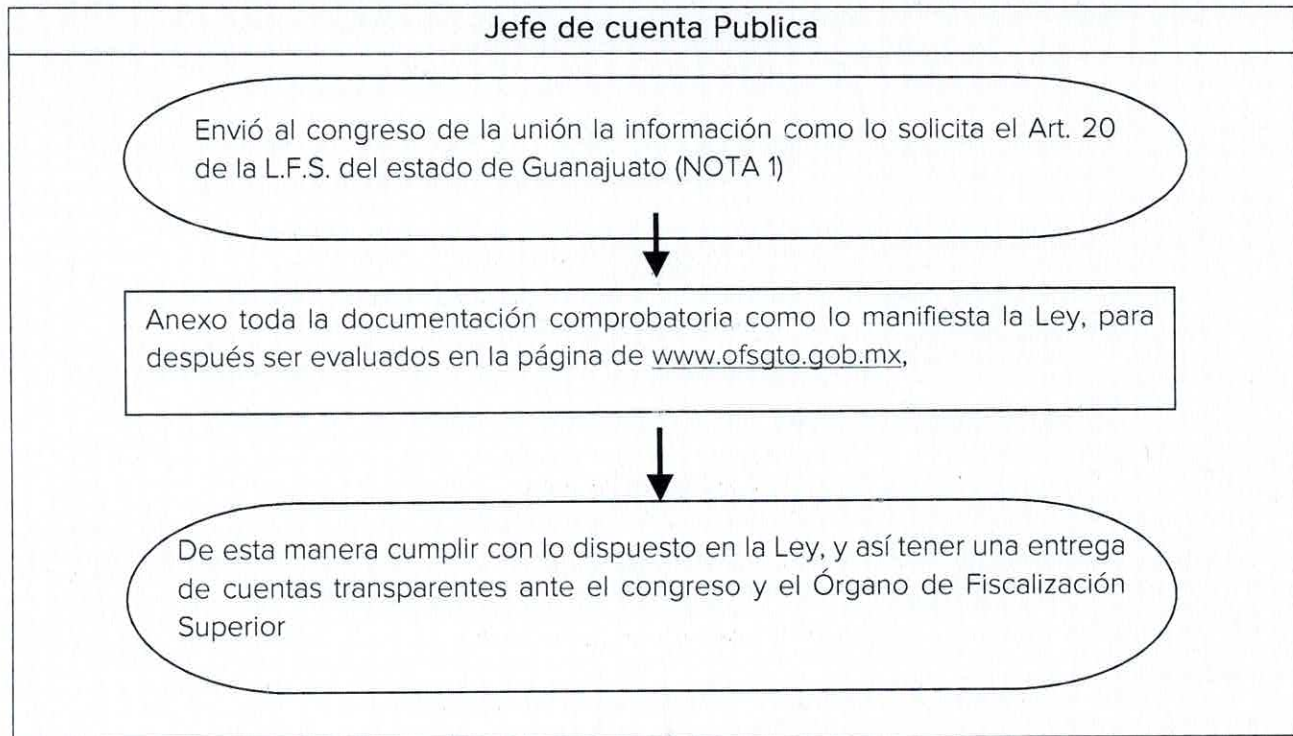 Jefe de cuenta Publica
Envió al congreso de la unión la información como lo solicita el Art. 20
de la L.F.S. del estado de Guanajuato (NOTA 1)
Anexo toda la documentación comprobatoria como lo manifiesta la Ley, para
después ser evaluados en la página de www.ofsgto.gob.mx,
De esta manera cumplir con lo dispuesto en la Ley, y así tener una entrega
de cuentas transparentes ante el congreso y el Órgano de Fiscalización
Superior